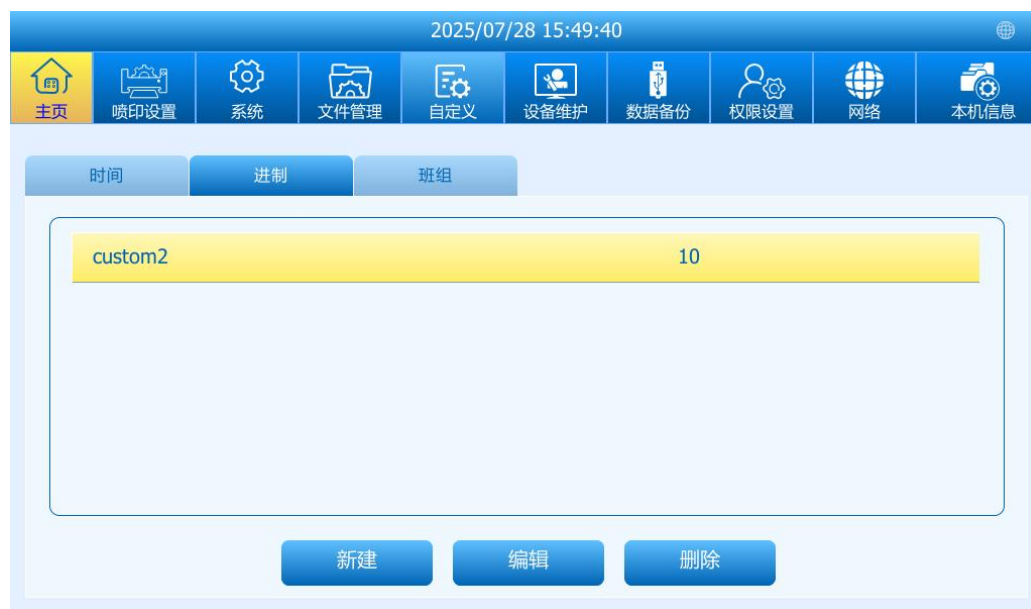 2025/07/28 15:49:40
主页 喷印设置 系统 文件管理 自定义 设备维护 数据备份 权限设置 网络 本机信息
时间 进制 班组
custom2 10
新建 编辑 删除